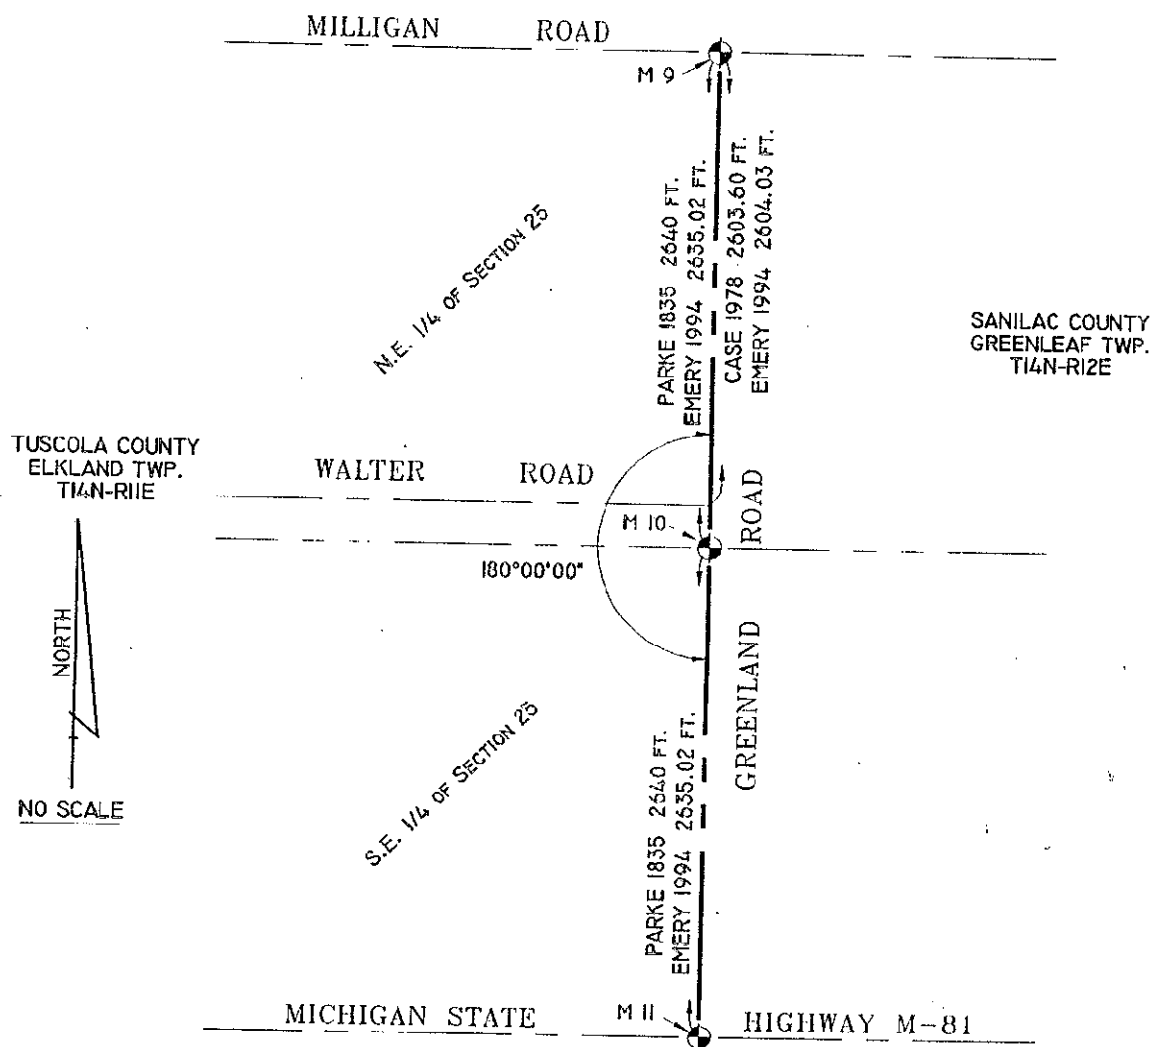 MILLIGAN ROAD
M 9
PARKE 1835 2640 FT.
EMERY 1994 2635.02 FT.
CASE 1978 2603.60 FT.
EMERY 1994 2604.03 FT.
N.E. 1/4 OF SECTION 25
SANILAC COUNTY
GREENLEAF TWP.
T14N-R12E
TUSCOLA COUNTY
ELKLAND TWP.
T14N-R11E
WALTER ROAD
M 10
180°00'00"
GREENLAND ROAD
NORTH
NO SCALE
S.E. 1/4 OF SECTION 25
PARKE 1835 2640 FT.
EMERY 1994 2635.02 FT.
M 11
MICHIGAN STATE HIGHWAY M-81